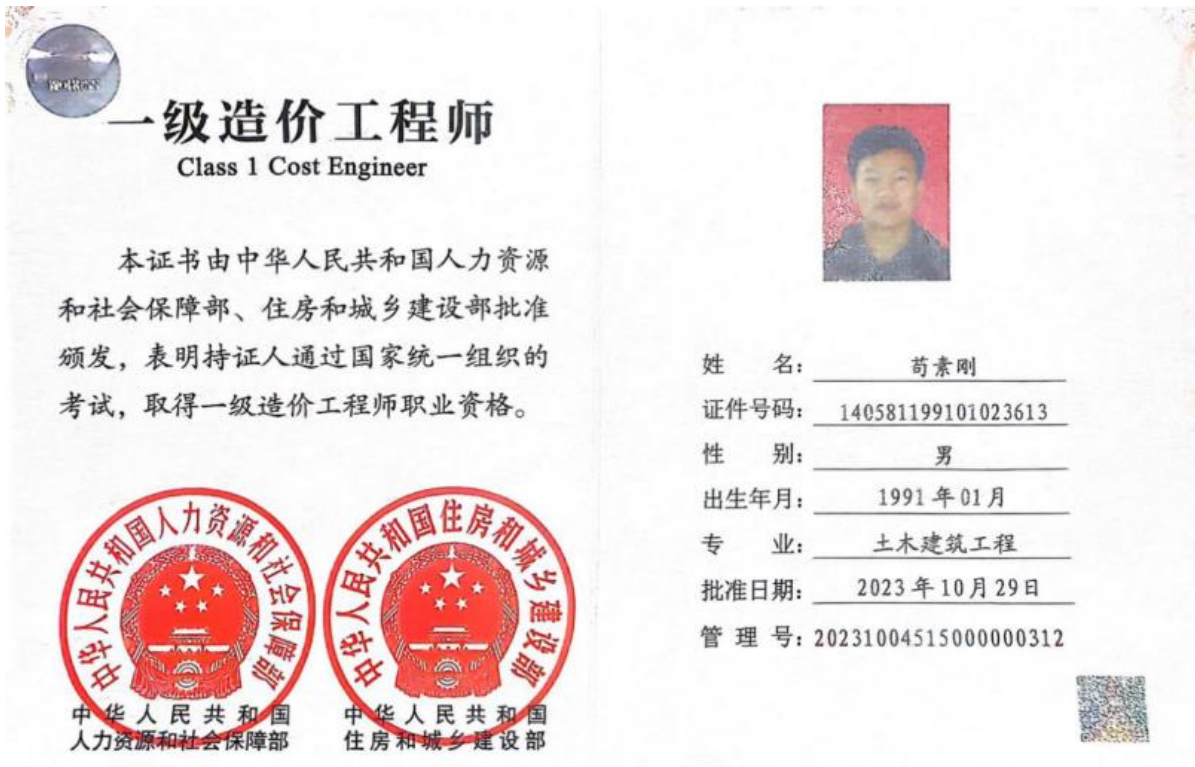 一级造价工程师
Class 1 Cost Engineer
本证书由中华人民共和国人力资源
和社会保障部、住房和城乡建设部批准
颁发，表明持证人通过国家统一组织的
考试，取得一级造价工程师职业资格。
中华人民共和国人力资源和社会保障部
中华人民共和国住房和城乡建设部
中华人民共和国
人力资源和社会保障部
中华人民共和国
住房和城乡建设部
姓名：苟素刚
证件号码：140581199101023613
性别：男
出生年月：1991年01月
专业：土木建筑工程
批准日期：2023年10月29日
管理号：20231004515000000312